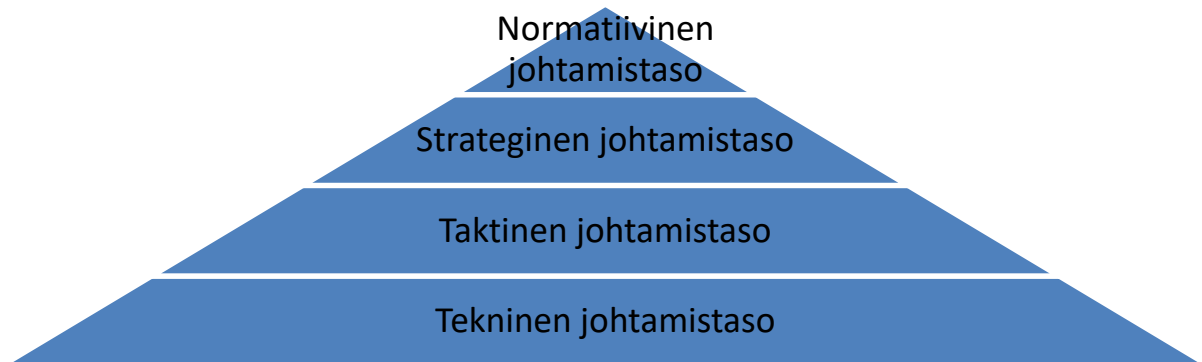 Normatiivinen
johtamistaso
Strateginen johtamistaso
Taktinen johtamistaso
Tekninen johtamistaso